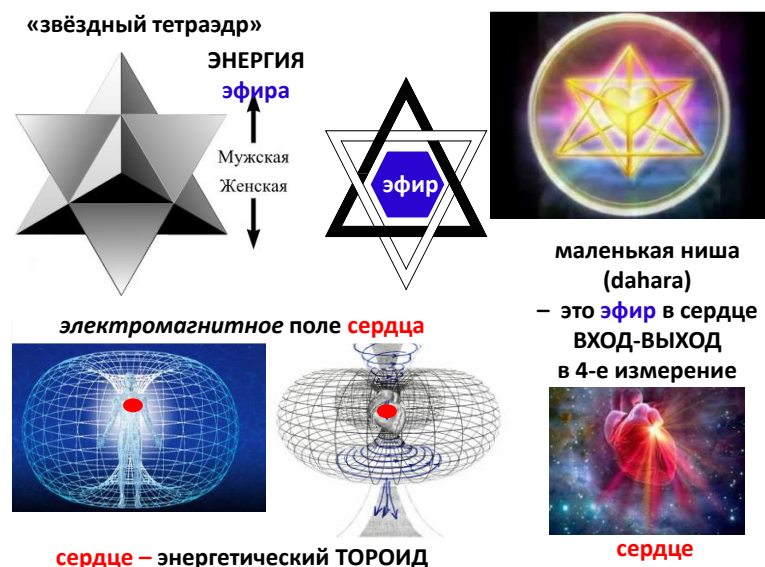 «звёздный тетраэдр»
ЭНЕРГИЯ
эфира
Мужская
Женская
эфир
маленькая ниша
(dahara)
– это эфир в сердце
ВХОД-ВЫХОД
в 4-е измерение
электромагнитное поле сердца
сердце – энергетический ТОРОИД
сердце